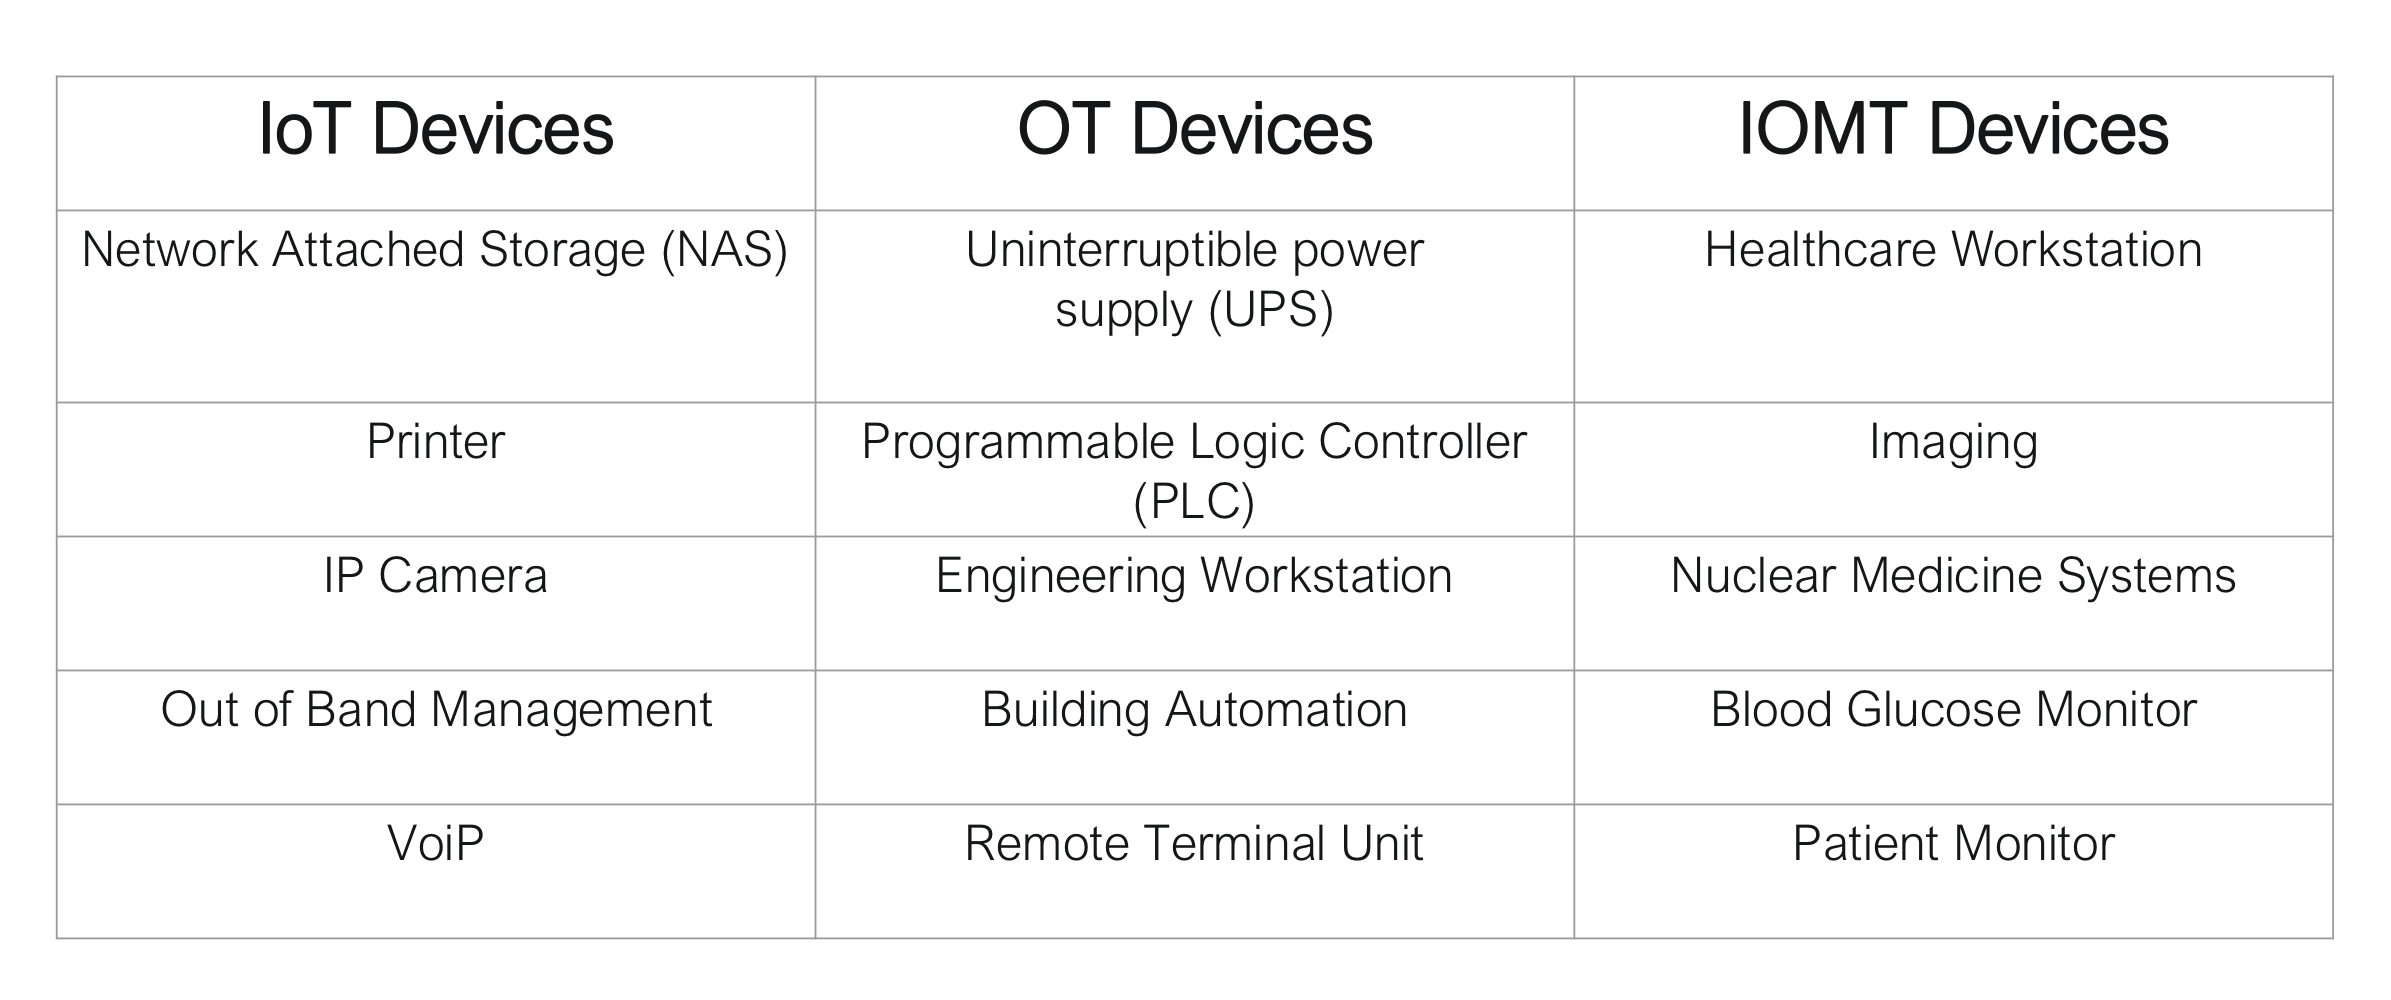 IoT Devices
OT Devices
IOMT Devices
Network Attached Storage (NAS)
Uninterruptible power
supply (UPS)
Healthcare Workstation
Printer
Programmable Logic Controller
(PLC)
Imaging
IP Camera
Engineering Workstation
Nuclear Medicine Systems
Out of Band Management
Building Automation
Blood Glucose Monitor
VoiP
Remote Terminal Unit
Patient Monitor